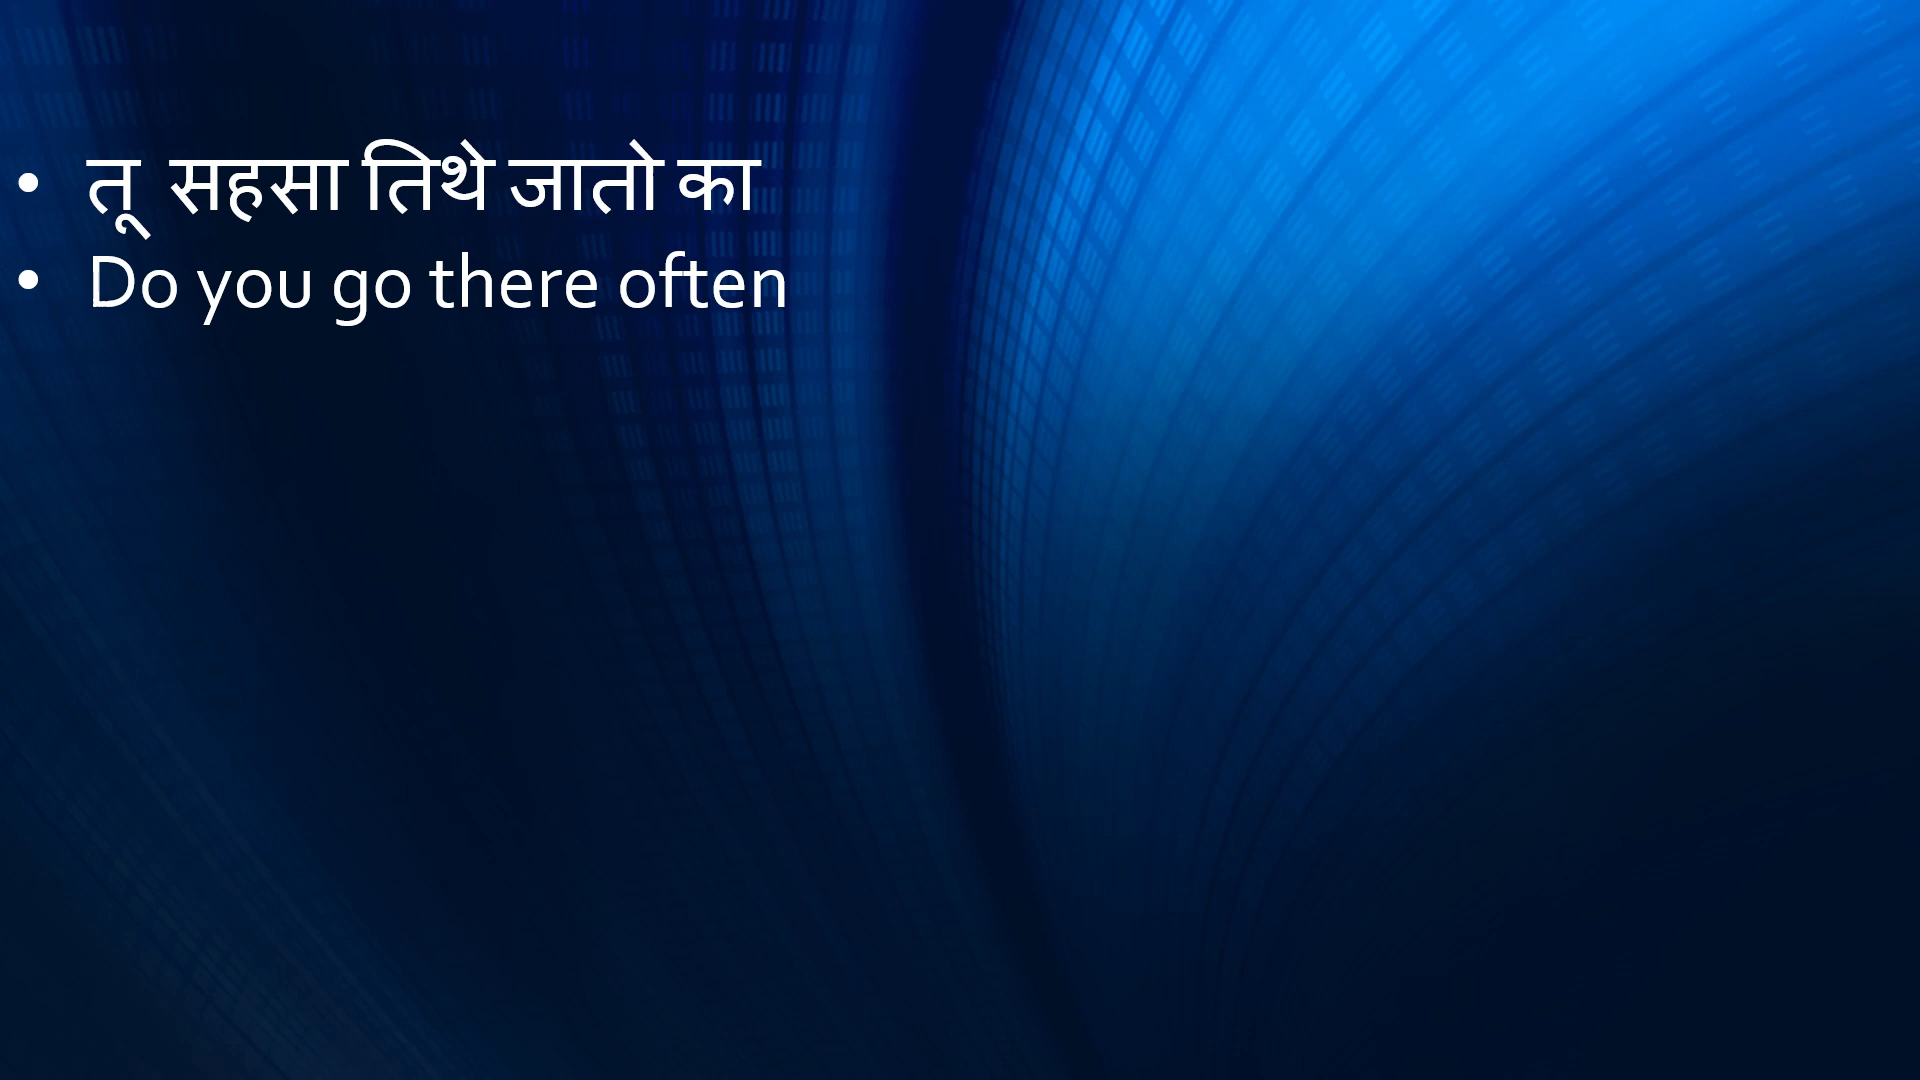 • तू सहसा तिथे जातो का
• Do you go there often